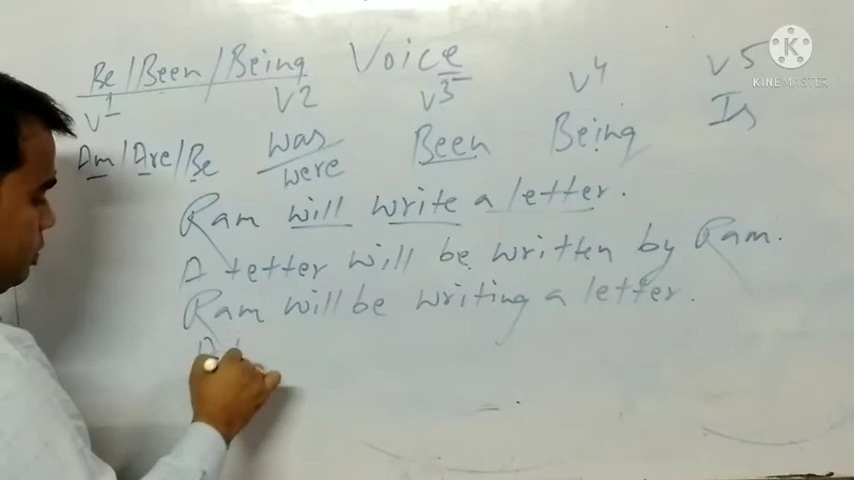 Be/Been/Being Voice
V1 V2 V3 V4 V5
Am/Are/Be was/were Been Being Is
Ram will write a letter.
A letter will be written by Ram.
Ram will be writing a letter.
A
K
KINEMASTER